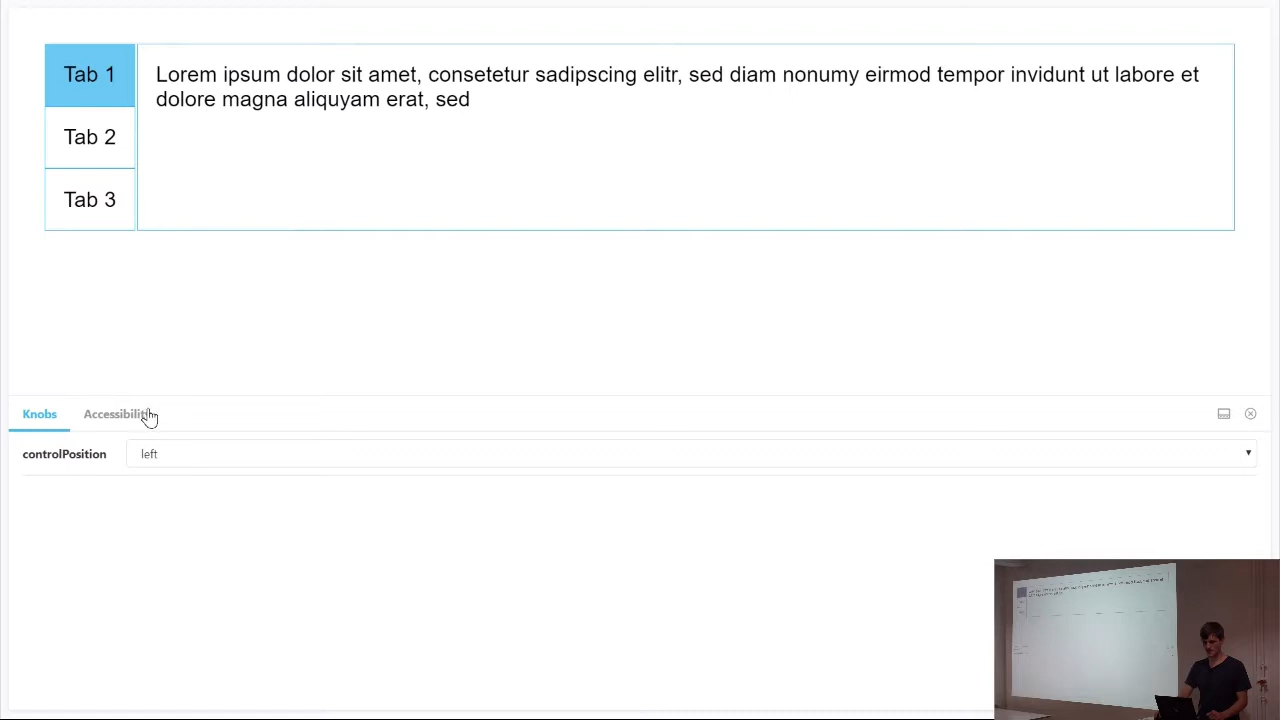 Tab 1
Lorem ipsum dolor sit amet, consetetur sadipscing elitr, sed diam nonumy eirmod tempor invidunt ut labore et
dolore magna aliquyam erat, sed
Tab 2
Tab 3
Knobs
Accessibility
controlPosition
left